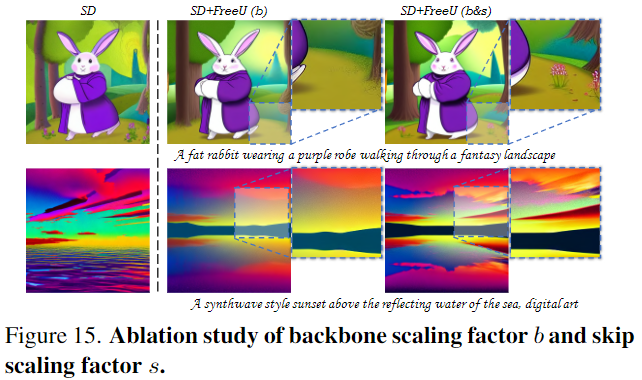 SD SD+FreeU (b) SD+FreeU (b&s)
A fat rabbit wearing a purple robe walking through a fantasy landscape
A synthwave style sunset above the reflecting water of the sea, digital art
Figure 15. Ablation study of backbone scaling factor b and skip
scaling factor s.